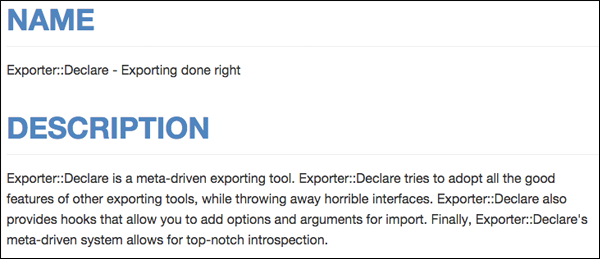 NAME
Exporter::Declare - Exporting done right
DESCRIPTION
Exporter::Declare is a meta-driven exporting tool. Exporter::Declare tries to adopt all the good
features of other exporting tools, while throwing away horrible interfaces. Exporter::Declare also
provides hooks that allow you to add options and arguments for import. Finally, Exporter::Declare's
meta-driven system allows for top-notch introspection.